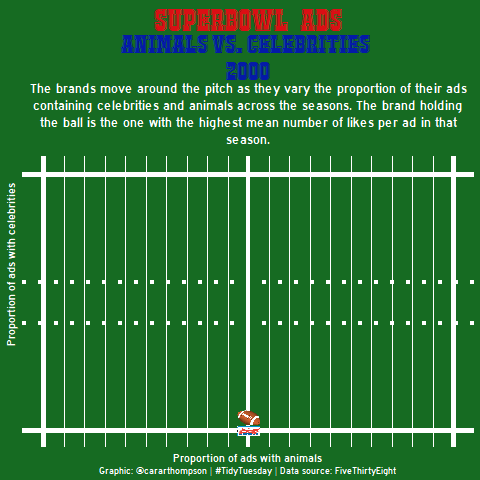 SUPERBOWL ADS
ANIMALS VS. CELEBRITIES
2000
The brands move around the pitch as they vary the proportion of their ads
containing celebrities and animals across the seasons. The brand holding
the ball is the one with the highest mean number of likes per ad in that
season.
Proportion of ads with celebrities
Proportion of ads with animals
Graphic: @cararthompson | #TidyTuesday | Data source: FiveThirtyEight